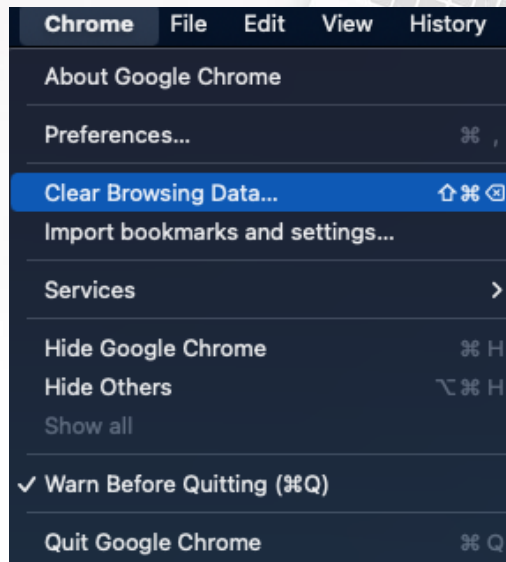 Chrome File Edit View History
About Google Chrome
Preferences... ⌘ ,
Clear Browsing Data... ⇧⌘⌫
Import bookmarks and settings...
Services >
Hide Google Chrome ⌘ H
Hide Others ⌥⌘ H
Show all
✓ Warn Before Quitting (⌘Q)
Quit Google Chrome ⌘ Q